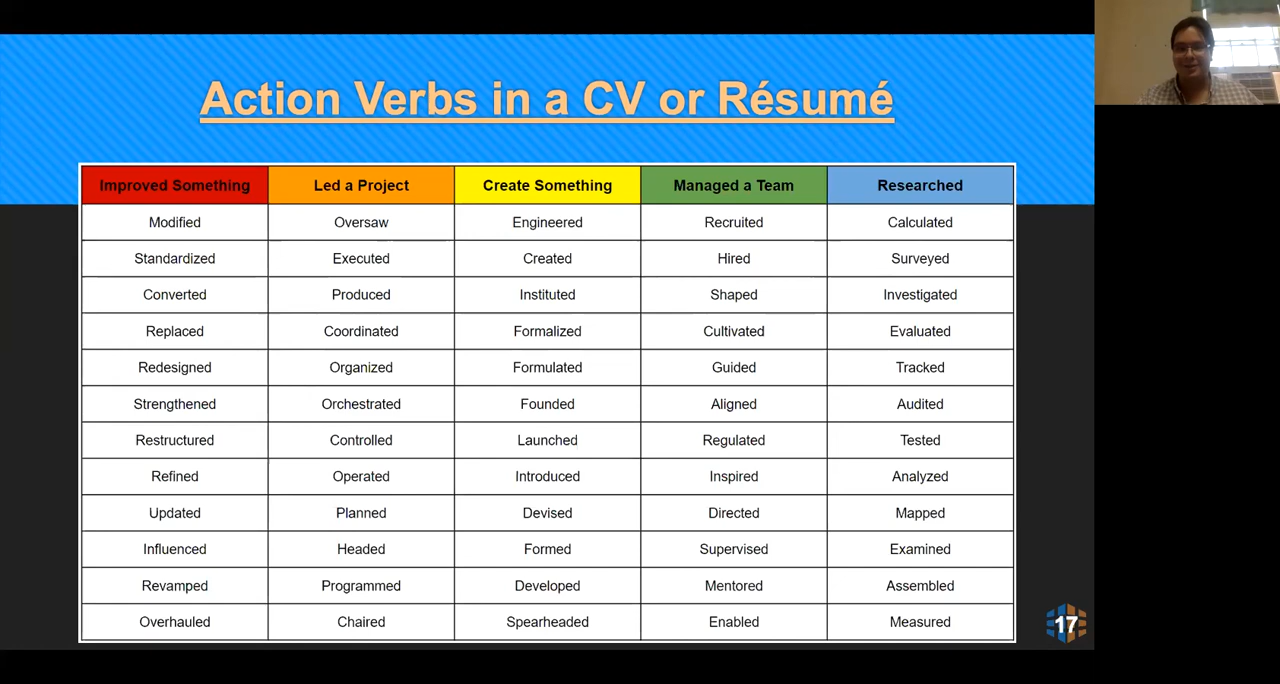 Action Verbs in a CV or Résumé
Improved Something Led a Project Create Something Managed a Team Researched
Modified Oversaw Engineered Recruited Calculated
Standardized Executed Created Hired Surveyed
Converted Produced Instituted Shaped Investigated
Replaced Coordinated Formalized Cultivated Evaluated
Redesigned Organized Formulated Guided Tracked
Strengthened Orchestrated Founded Aligned Audited
Restructured Controlled Launched Regulated Tested
Refined Operated Introduced Inspired Analyzed
Updated Planned Devised Directed Mapped
Influenced Headed Formed Supervised Examined
Revamped Programmed Developed Mentored Assembled
Overhauled Chaired Spearheaded Enabled Measured
17